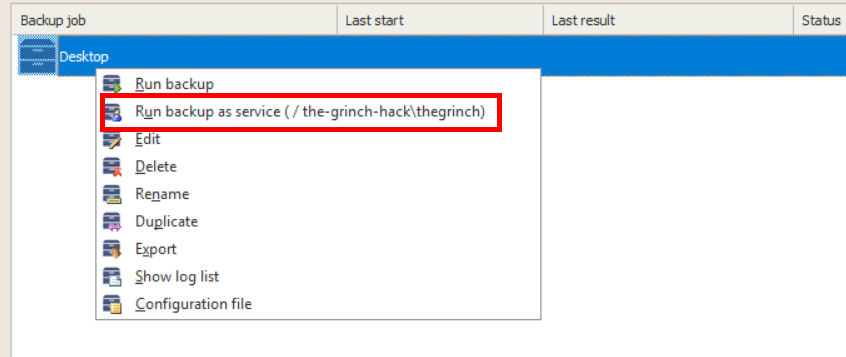 Backup job Last start Last result Status
Desktop
Run backup
Run backup as service ( / the-grinch-hack\thegrinch)
Edit
Delete
Rename
Duplicate
Export
Show log list
Configuration file